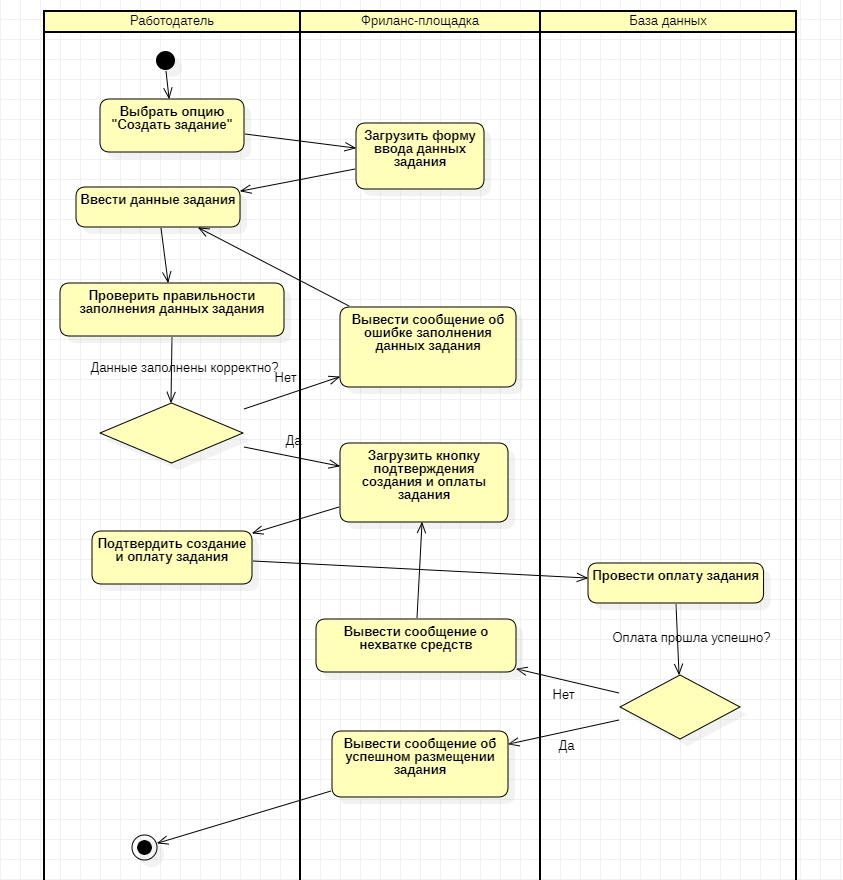 Работодатель
Фриланс-площадка
База данных
Выбрать опцию
"Создать задание"
Загрузить форму
ввода данных
задания
Ввести данные задания
Проверить правильности
заполнения данных задания
Вывести сообщение об
ошибке заполнения
данных задания
Данные заполнены корректно?
Нет
Да
Загрузить кнопку
подтверждения
создания и оплаты
задания
Подтвердить создание
и оплату задания
Провести оплату задания
Вывести сообщение о
нехватке средств
Оплата прошла успешно?
Нет
Да
Вывести сообщение об
успешном размещении
задания